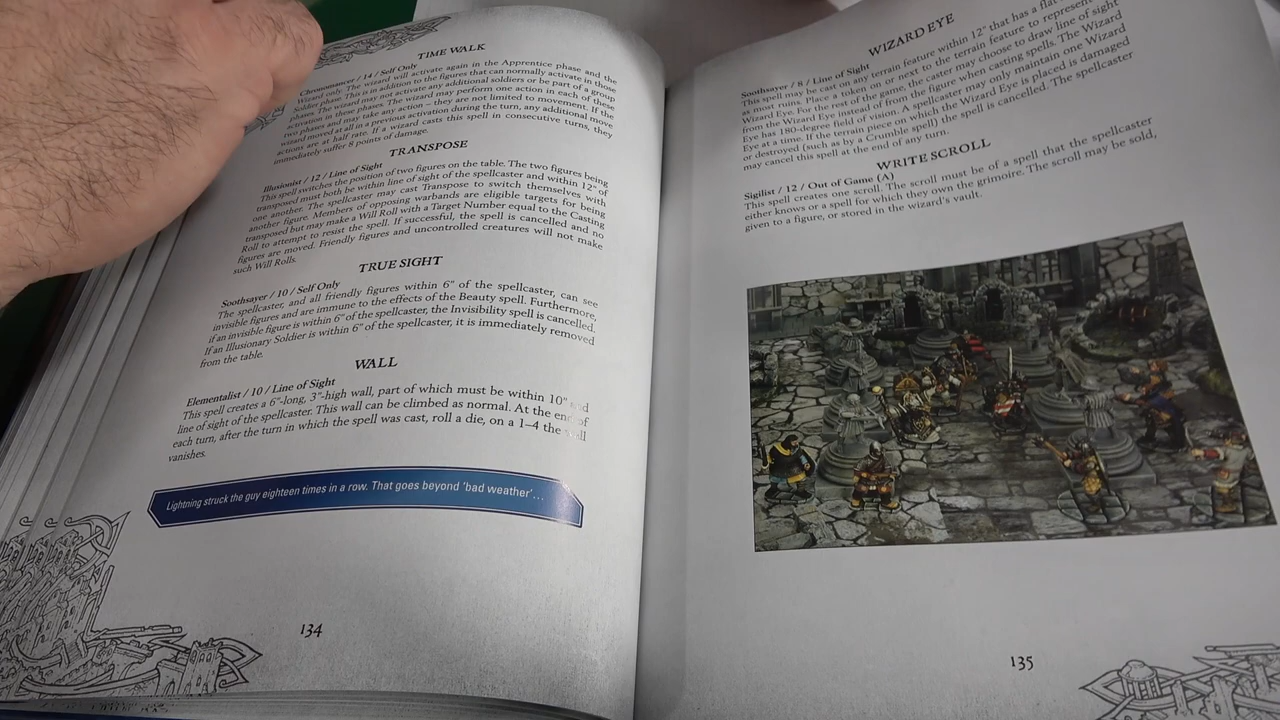 TIME WALK
Chronomancer / 14 / Self Only
Wizard only. The wizard will activate again in the Apprentice phase and the
Soldier phase. This is in addition to the figures that can normally activate in those
phases. The wizard may not activate any additional soldiers or be part of a group
activation in these phases. The wizard may perform one action in each of these
two phases and may take any action – they are not limited to movement. If the
wizard moved at all in a previous activation during the turn, any additional move
actions are at half rate. If a wizard casts this spell in consecutive turns, they
immediately suffer 8 points of damage.
TRANSPOSE
Illusionist / 12 / Line of Sight
This spell switches the position of two figures on the table. The two figures being
transposed must both be within line of sight of the spellcaster and within 12" of
one another. The spellcaster may cast Transpose to switch themselves with
another figure. Members of opposing warbands are eligible targets for being
transposed but may make a Will Roll with a Target Number equal to the Casting
Roll to attempt to resist the spell. If successful, the spell is cancelled and no
figures are moved. Friendly figures and uncontrolled creatures will not make
such Will Rolls.
TRUE SIGHT
Soothsayer / 10 / Self Only
The spellcaster, and all friendly figures within 6" of the spellcaster, can see
invisible figures and are immune to the effects of the Beauty spell. Furthermore,
if an invisible figure is within 6" of the spellcaster, the Invisibility spell is cancelled.
If an Illusionary Soldier is within 6" of the spellcaster, it is immediately removed
from the table.
WALL
Elementalist / 10 / Line of Sight
This spell creates a 6"-long, 3"-high wall, part of which must be within 10" and
line of sight of the spellcaster. This wall can be climbed as normal. At the end of
each turn, after the turn in which the spell was cast, roll a die, on a 1–4 the wall
vanishes.
Lightning struck the guy eighteen times in a row. That goes beyond 'bad weather'...
134
WIZARD EYE
Soothsayer / 8 / Line of Sight
This spell may be cast on any terrain feature within 12" that has a flat
as most ruins. Place a token on or next to the terrain feature to represent
Wizard Eye. For the rest of the game, the caster may choose to draw line of sight
from the Wizard Eye instead of from the figure when casting spells. The Wizard
Eye has 180-degree field of vision. A spellcaster may only maintain one Wizard
Eye at a time. If the terrain piece on which the Wizard Eye is placed is damaged
or destroyed (such as by a Crumble spell) the spell is cancelled. The spellcaster
may cancel this spell at the end of any turn.
WRITE SCROLL
Sigilist / 12 / Out of Game (A)
This spell creates one scroll. The scroll must be of a spell that the spellcaster
either knows or a spell for which they own the grimoire. The scroll may be sold,
given to a figure, or stored in the wizard's vault.
135